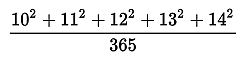 10² + 11² + 12² + 13² + 14²
365